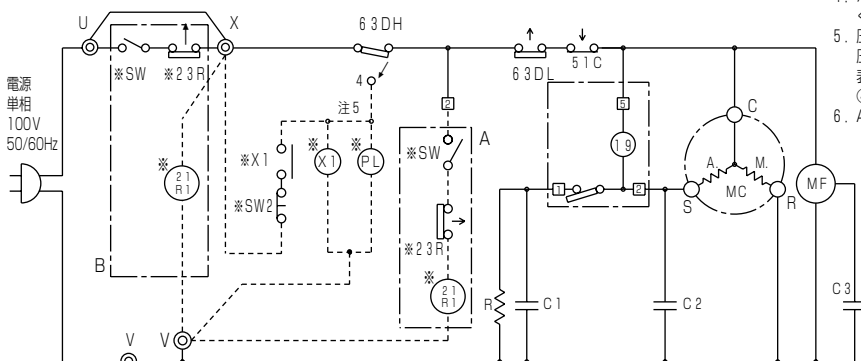 U
X
63DH
※SW
※23R
63DL
51C
5.
6. A
電源
単相
100V
50/60Hz
4
注5
2
5
C
※X1
※
X1
※
PL
※SW
A
19
※
21
R1
※SW2
1
2
A.
M.
MC
S
R
MF
※23R
B
※
21
R1
R
C1
C2
C3
V
V